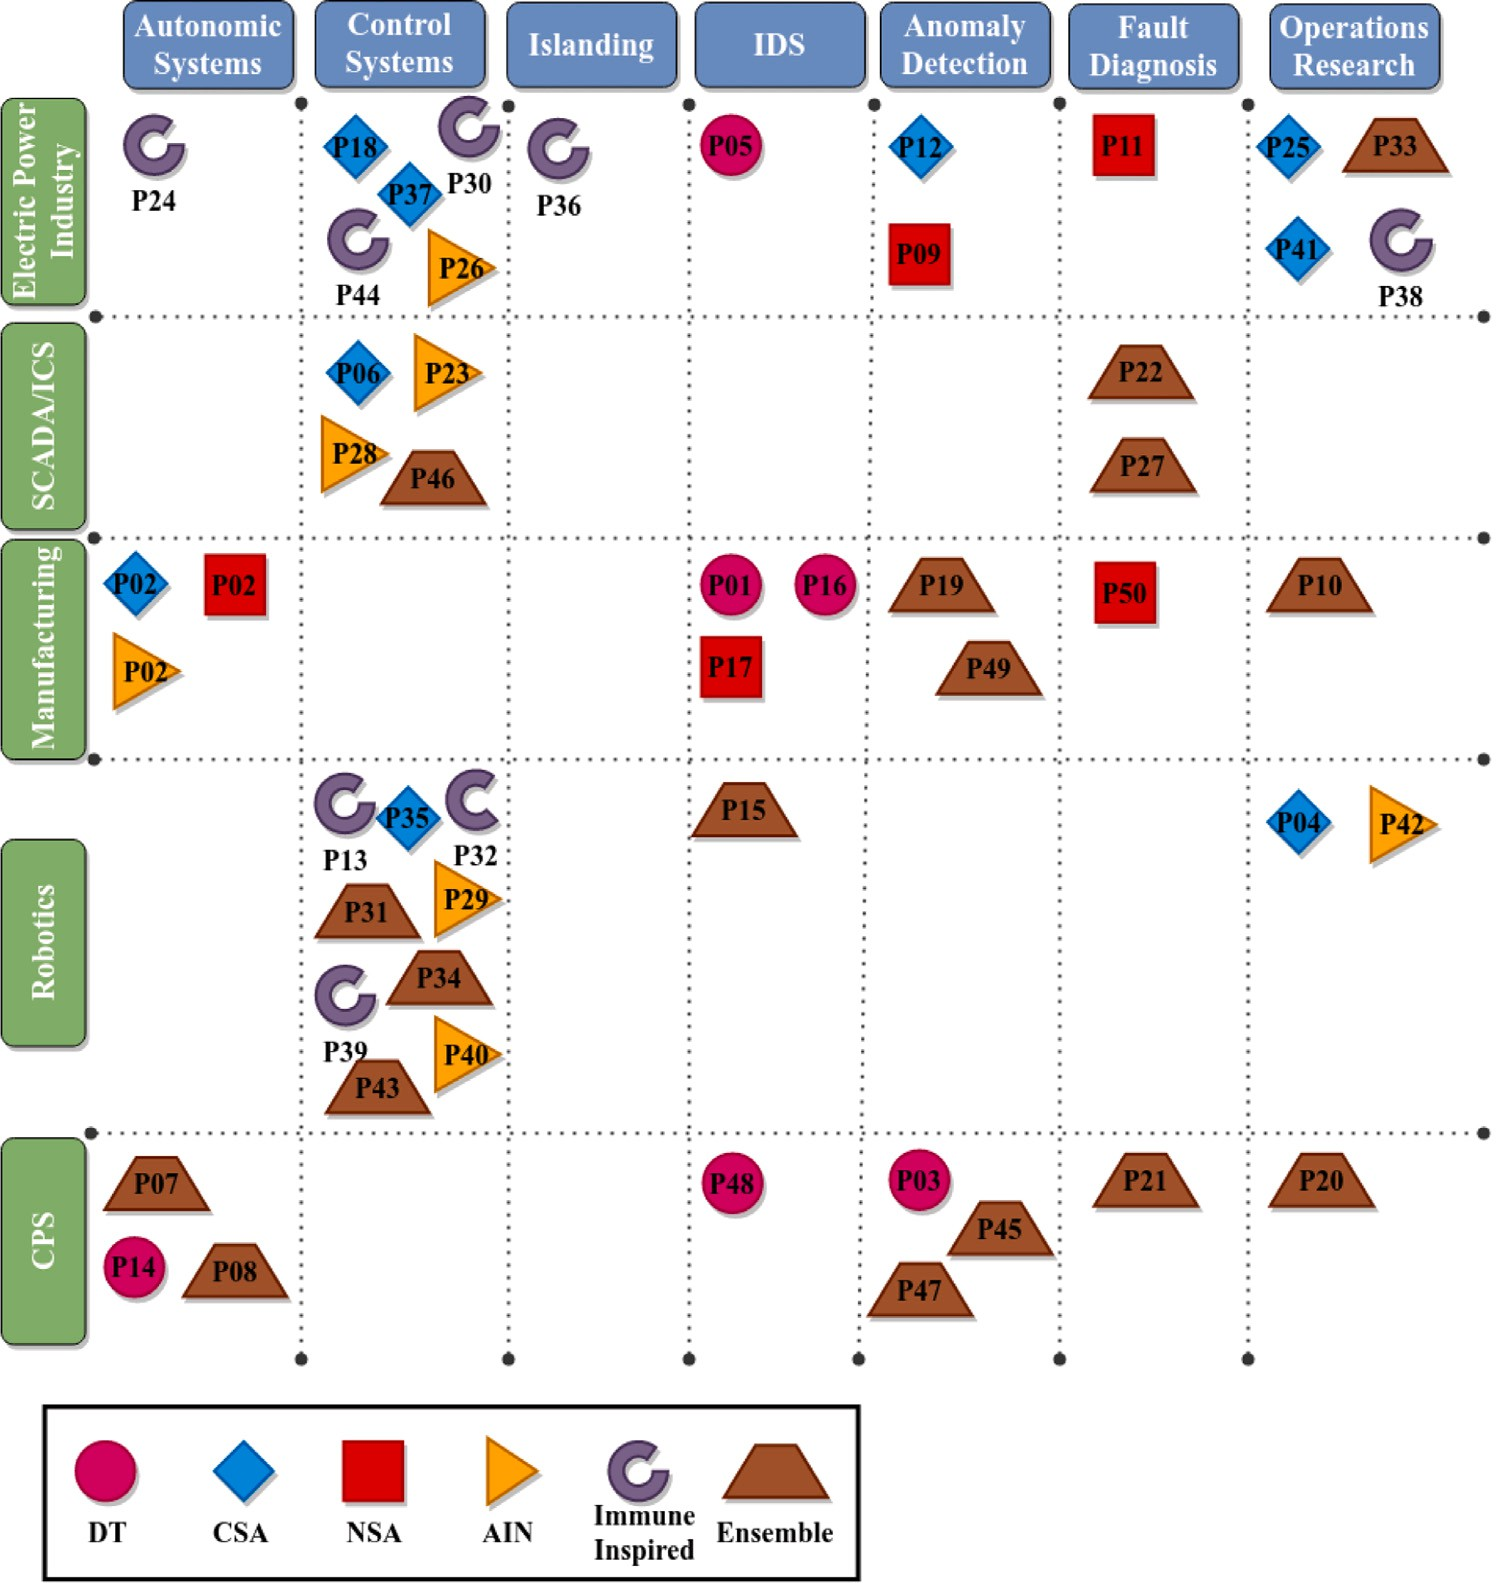 Autonomic
Systems
Control
Systems
Islanding
IDS
Anomaly
Detection
Fault
Diagnosis
Operations
Research
Electric Power
Industry
P24
P18
P37
P30
P44
P26
P36
P05
P12
P09
P11
P25
P33
P41
P38
SCADA/ICS
P06
P23
P28
P46
P22
P27
Manufacturing
P02
P02
P02
P01
P16
P17
P19
P49
P50
P10
Robotics
P13
P35
P32
P31
P29
P34
P39
P40
P43
P15
P04
P42
CPS
P07
P14
P08
P48
P03
P45
P47
P21
P20
DT
CSA
NSA
AIN
Immune
Inspired
Ensemble